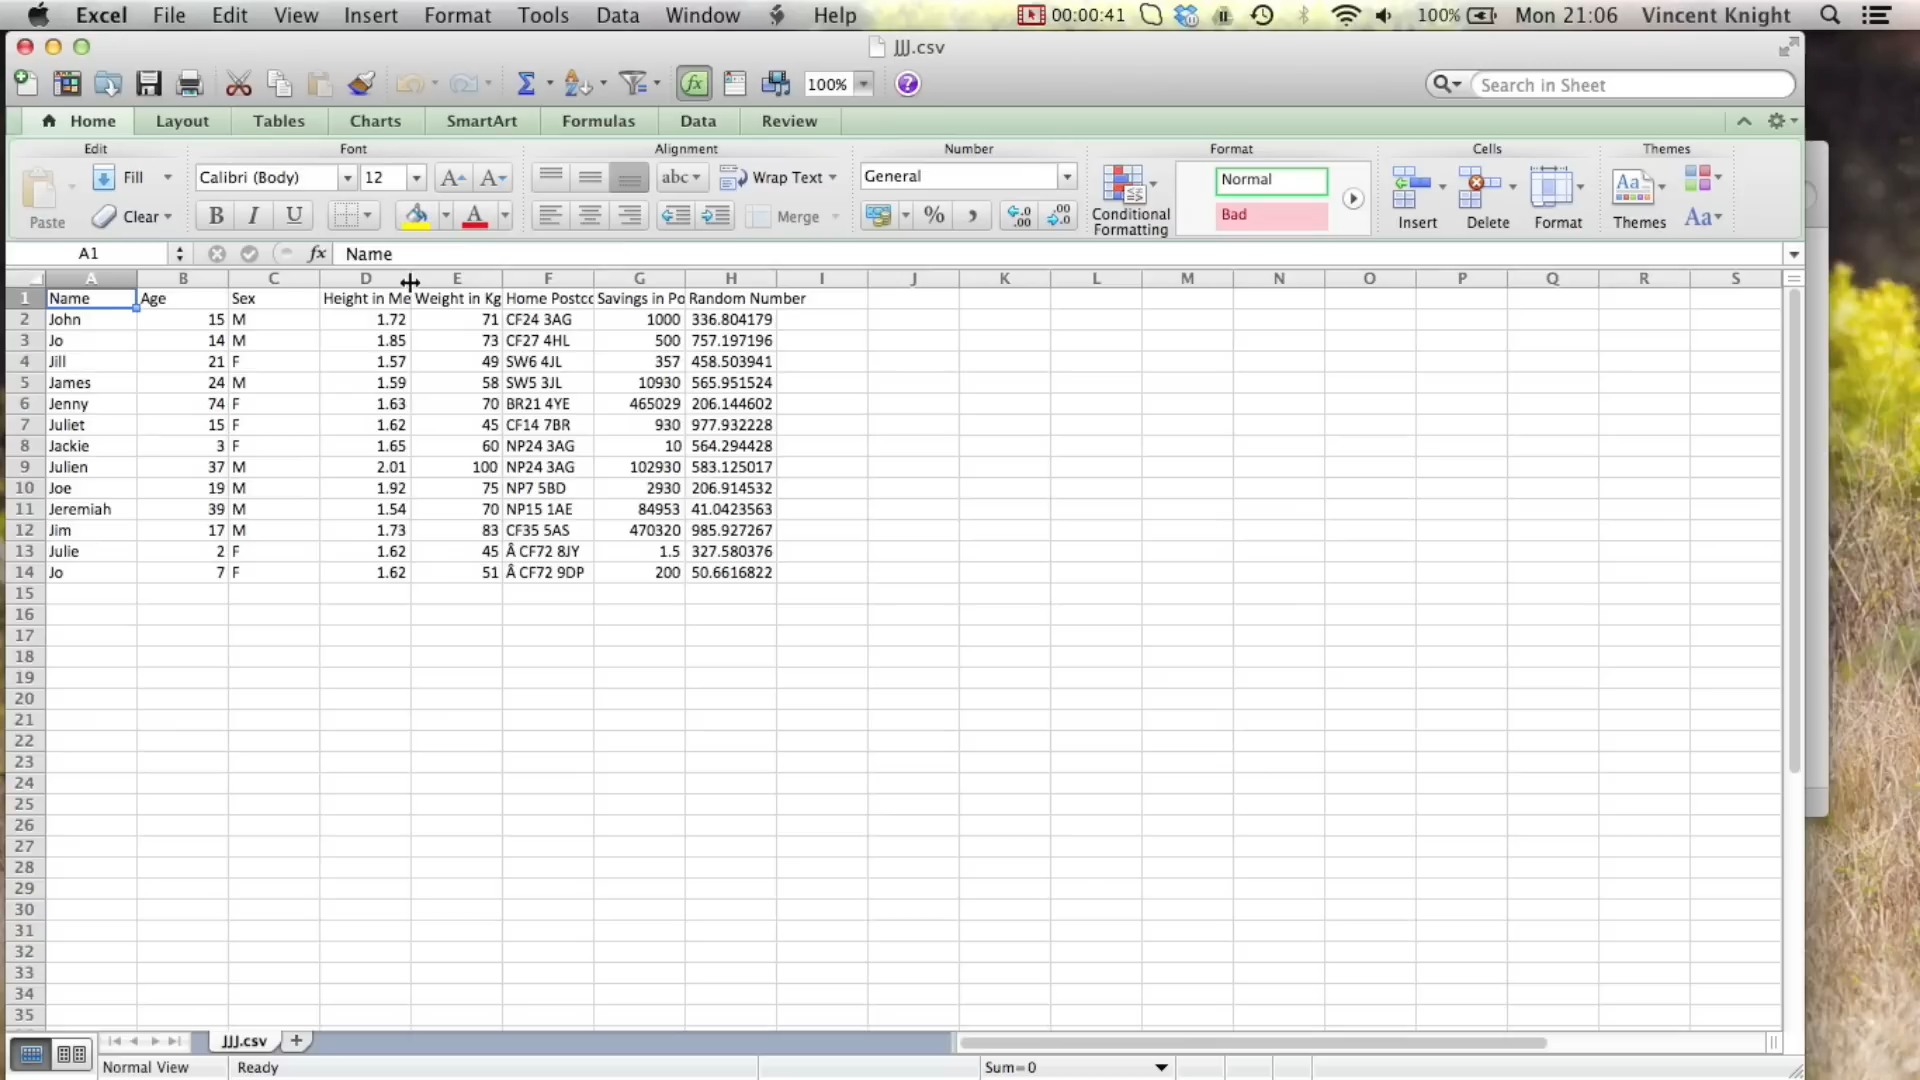 Excel File Edit View Insert Format Tools Data Window Help 00:00:41 100% Mon 21:06 Vincent Knight
JJJ.csv
100% Search in Sheet
Home Layout Tables Charts SmartArt Formulas Data Review
Edit Font Alignment Number Format Cells Themes
Fill Calibri (Body) 12 abc Wrap Text General Normal
Paste Clear B I U Merge % Conditional Formatting Bad Insert Delete Format Themes Aa
A1 fx Name
A B C D E F G H I J K L M N O P Q R S
1 Name Age Sex Height in Me Weight in Kg Home Postco Savings in Po Random Number
2 John 15 M 1.72 71 CF24 3AG 1000 336.804179
3 Jo 14 M 1.85 73 CF27 4HL 500 757.197196
4 Jill 21 F 1.57 49 SW6 4JL 357 458.503941
5 James 24 M 1.59 58 SW5 3JL 10930 565.951524
6 Jenny 74 F 1.63 70 BR21 4YE 465029 206.144602
7 Juliet 15 F 1.62 45 CF14 7BR 930 977.932228
8 Jackie 3 F 1.65 60 NP24 3AG 10 564.294428
9 Julien 37 M 2.01 100 NP24 3AG 102930 583.125017
10 Joe 19 M 1.92 75 NP7 5BD 2930 206.914532
11 Jeremiah 39 M 1.54 70 NP15 1AE 84953 41.0423563
12 Jim 17 M 1.73 83 CF35 5AS 470320 985.927267
13 Julie 2 F 1.62 45 Â CF72 8JY 1.5 327.580376
14 Jo 7 F 1.62 51 Â CF72 9DP 200 50.6616822
15
16
17
18
19
20
21
22
23
24
25
26
27
28
29
30
31
32
33
34
35
JJJ.csv
Normal View Ready Sum=0